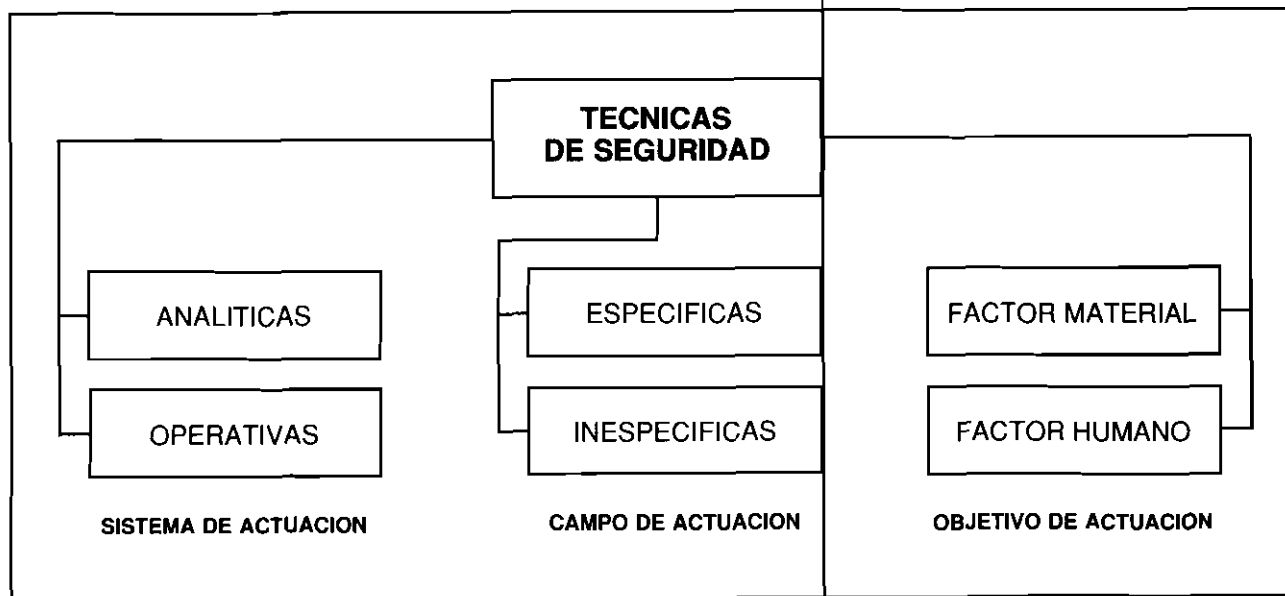 TECNICAS
DE SEGURIDAD
ANALITICAS
OPERATIVAS
SISTEMA DE ACTUACION
ESPECIFICAS
INESPECIFICAS
CAMPO DE ACTUACION
FACTOR MATERIAL
FACTOR HUMANO
OBJETIVO DE ACTUACION